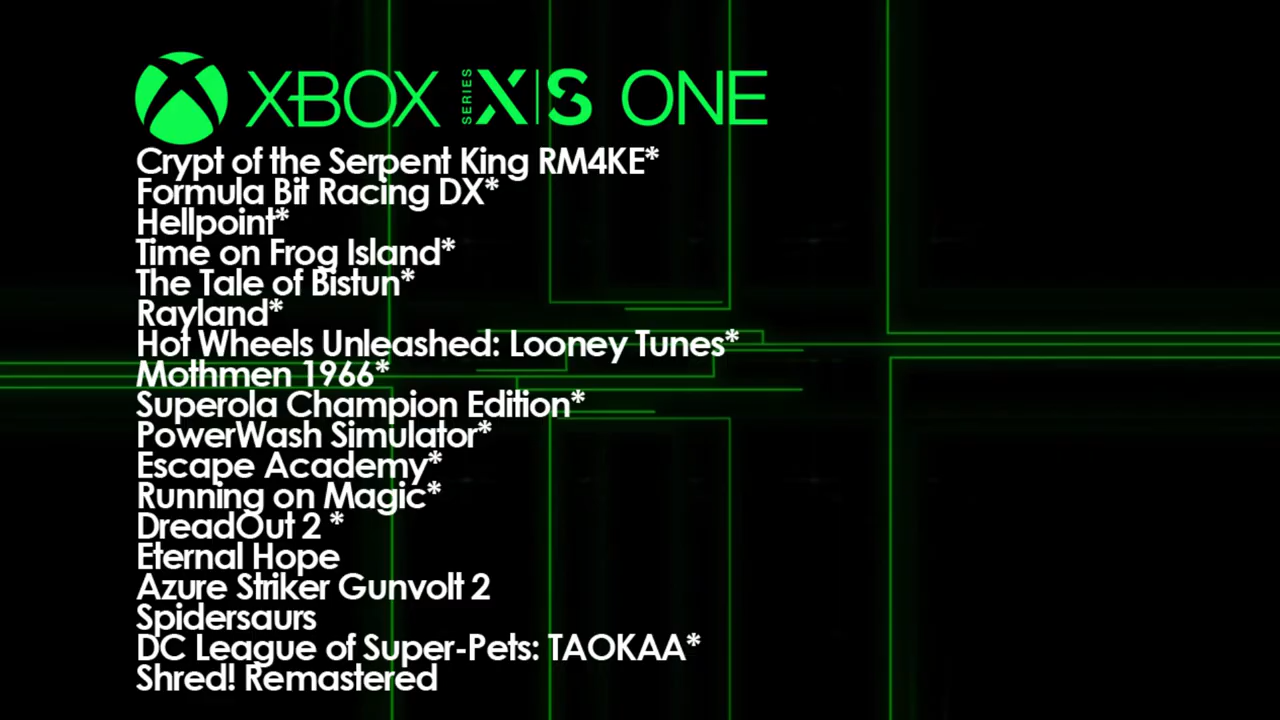 XBOX SERIES X|S ONE
Crypt of the Serpent King RM4KE*
Formula Bit Racing DX*
Hellpoint*
Time on Frog Island*
The Tale of Bistun*
Rayland*
Hot Wheels Unleashed: Looney Tunes*
Mothmen 1966*
Superola Champion Edition*
PowerWash Simulator*
Escape Academy*
Running on Magic*
DreadOut 2 *
Eternal Hope
Azure Striker Gunvolt 2
Spidersaurs
DC League of Super-Pets: TAOKAA*
Shred! Remastered